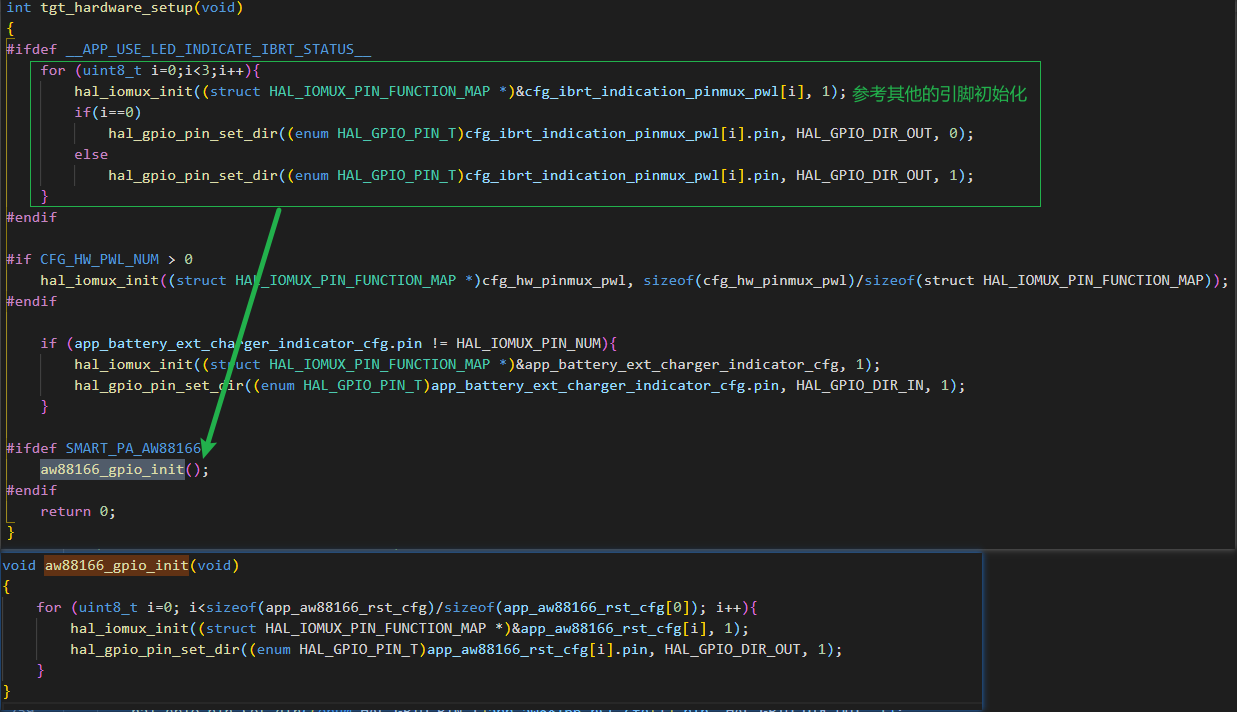 int tgt_hardware_setup(void)
{
#ifdef __APP_USE_LED_INDICATE_IBRT_STATUS__
    for (uint8_t i=0;i<3;i++){
        hal_iomux_init((struct HAL_IOMUX_PIN_FUNCTION_MAP *)&cfg_ibrt_indication_pinmux_pwl[i], 1); 参考其他的引脚初始化
        if(i==0)
            hal_gpio_pin_set_dir((enum HAL_GPIO_PIN_T)cfg_ibrt_indication_pinmux_pwl[i].pin, HAL_GPIO_DIR_OUT, 0);
        else
            hal_gpio_pin_set_dir((enum HAL_GPIO_PIN_T)cfg_ibrt_indication_pinmux_pwl[i].pin, HAL_GPIO_DIR_OUT, 1);
    }
#endif
#if CFG_HW_PWL_NUM > 0
    hal_iomux_init((struct HAL_IOMUX_PIN_FUNCTION_MAP *)cfg_hw_pinmux_pwl, sizeof(cfg_hw_pinmux_pwl)/sizeof(struct HAL_IOMUX_PIN_FUNCTION_MAP));
#endif
    if (app_battery_ext_charger_indicator_cfg.pin != HAL_IOMUX_PIN_NUM){
        hal_iomux_init((struct HAL_IOMUX_PIN_FUNCTION_MAP *)&app_battery_ext_charger_indicator_cfg, 1);
        hal_gpio_pin_set_dir((enum HAL_GPIO_PIN_T)app_battery_ext_charger_indicator_cfg.pin, HAL_GPIO_DIR_IN, 1);
    }
#ifdef SMART_PA_AW88166
    aw88166_gpio_init();
#endif
    return 0;
}
void aw88166_gpio_init(void)
{
    for (uint8_t i=0; i<sizeof(app_aw88166_rst_cfg)/sizeof(app_aw88166_rst_cfg[0]); i++){
        hal_iomux_init((struct HAL_IOMUX_PIN_FUNCTION_MAP *)&app_aw88166_rst_cfg[i], 1);
        hal_gpio_pin_set_dir((enum HAL_GPIO_PIN_T)app_aw88166_rst_cfg[i].pin, HAL_GPIO_DIR_OUT, 1);
    }
}